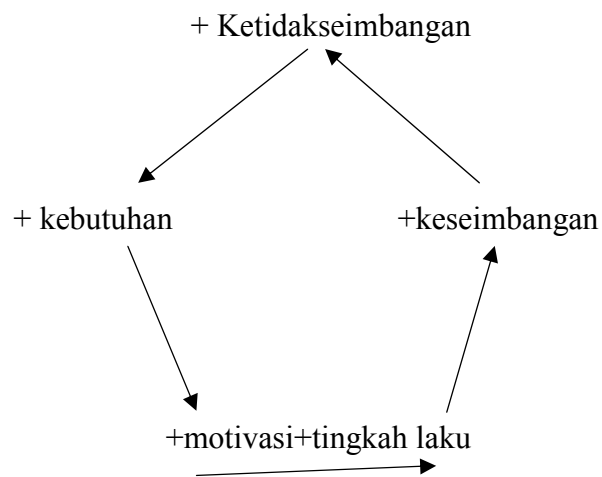 + Ketidakseimbangan
+ kebutuhan
+keseimbangan
+motivasi+tingkah laku